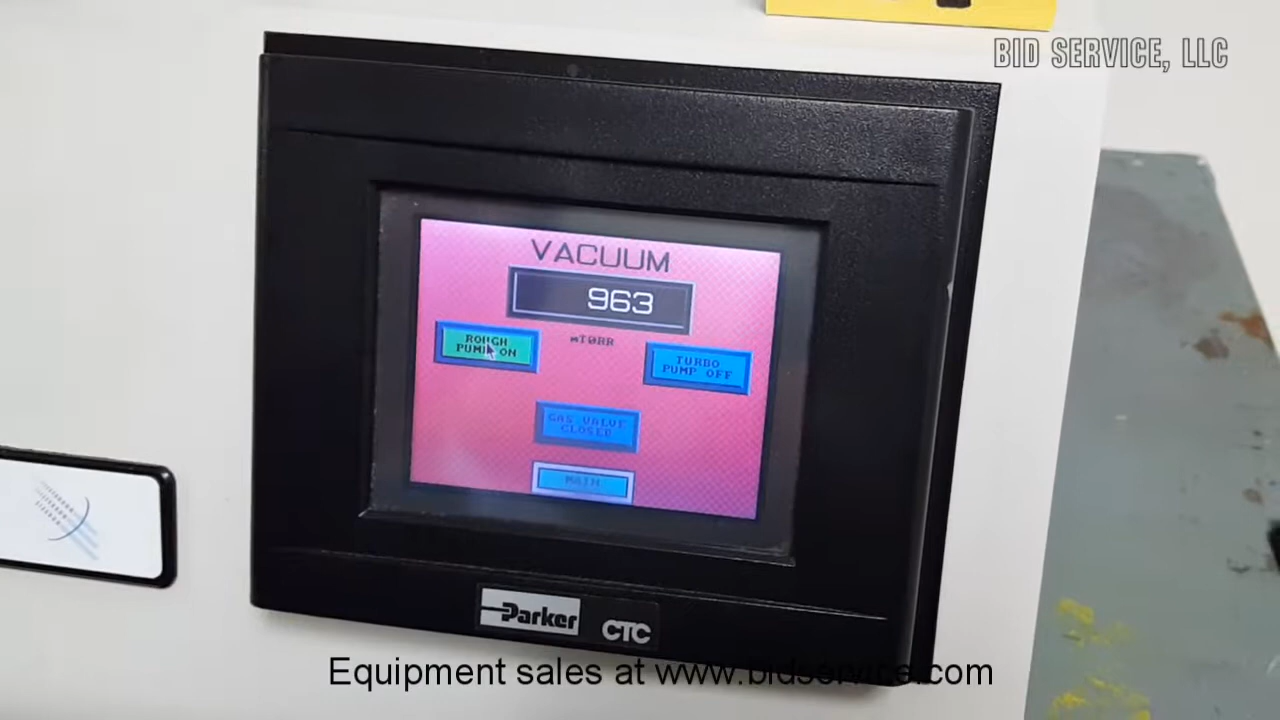 BID SERVICE, LLC
VACUUM
963
mTORR
ROUGH
PUMP ON
TURBO
PUMP OFF
GAS VALVE
CLOSED
MAIN
Parker
CTC
Equipment sales at www.bidservice.com